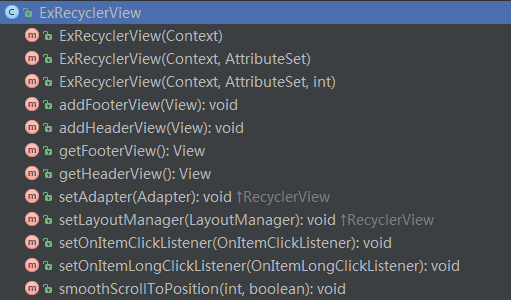 ExRecyclerView
ExRecyclerView(Context)
ExRecyclerView(Context, AttributeSet)
ExRecyclerView(Context, AttributeSet, int)
addFooterView(View): void
addHeaderView(View): void
getFooterView(): View
getHeaderView(): View
setAdapter(Adapter): void ↑RecyclerView
setLayoutManager(LayoutManager): void ↑RecyclerView
setOnItemClickListener(OnItemClickListener): void
setOnItemLongClickListener(OnItemLongClickListener): void
smoothScrollToPosition(int, boolean): void